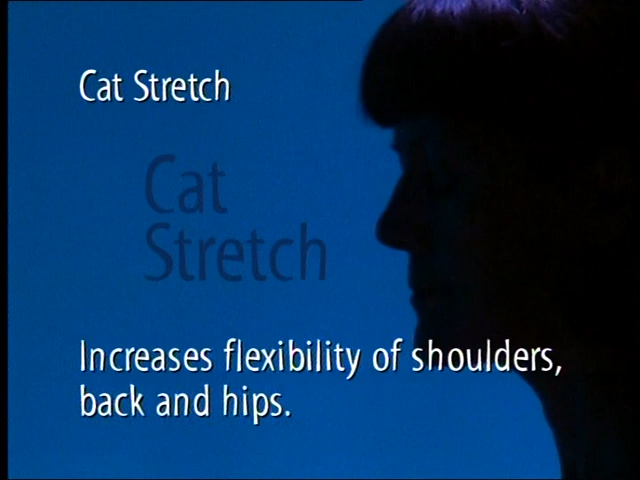 Cat Stretch
Cat
Stretch
Increases flexibility of shoulders,
back and hips.